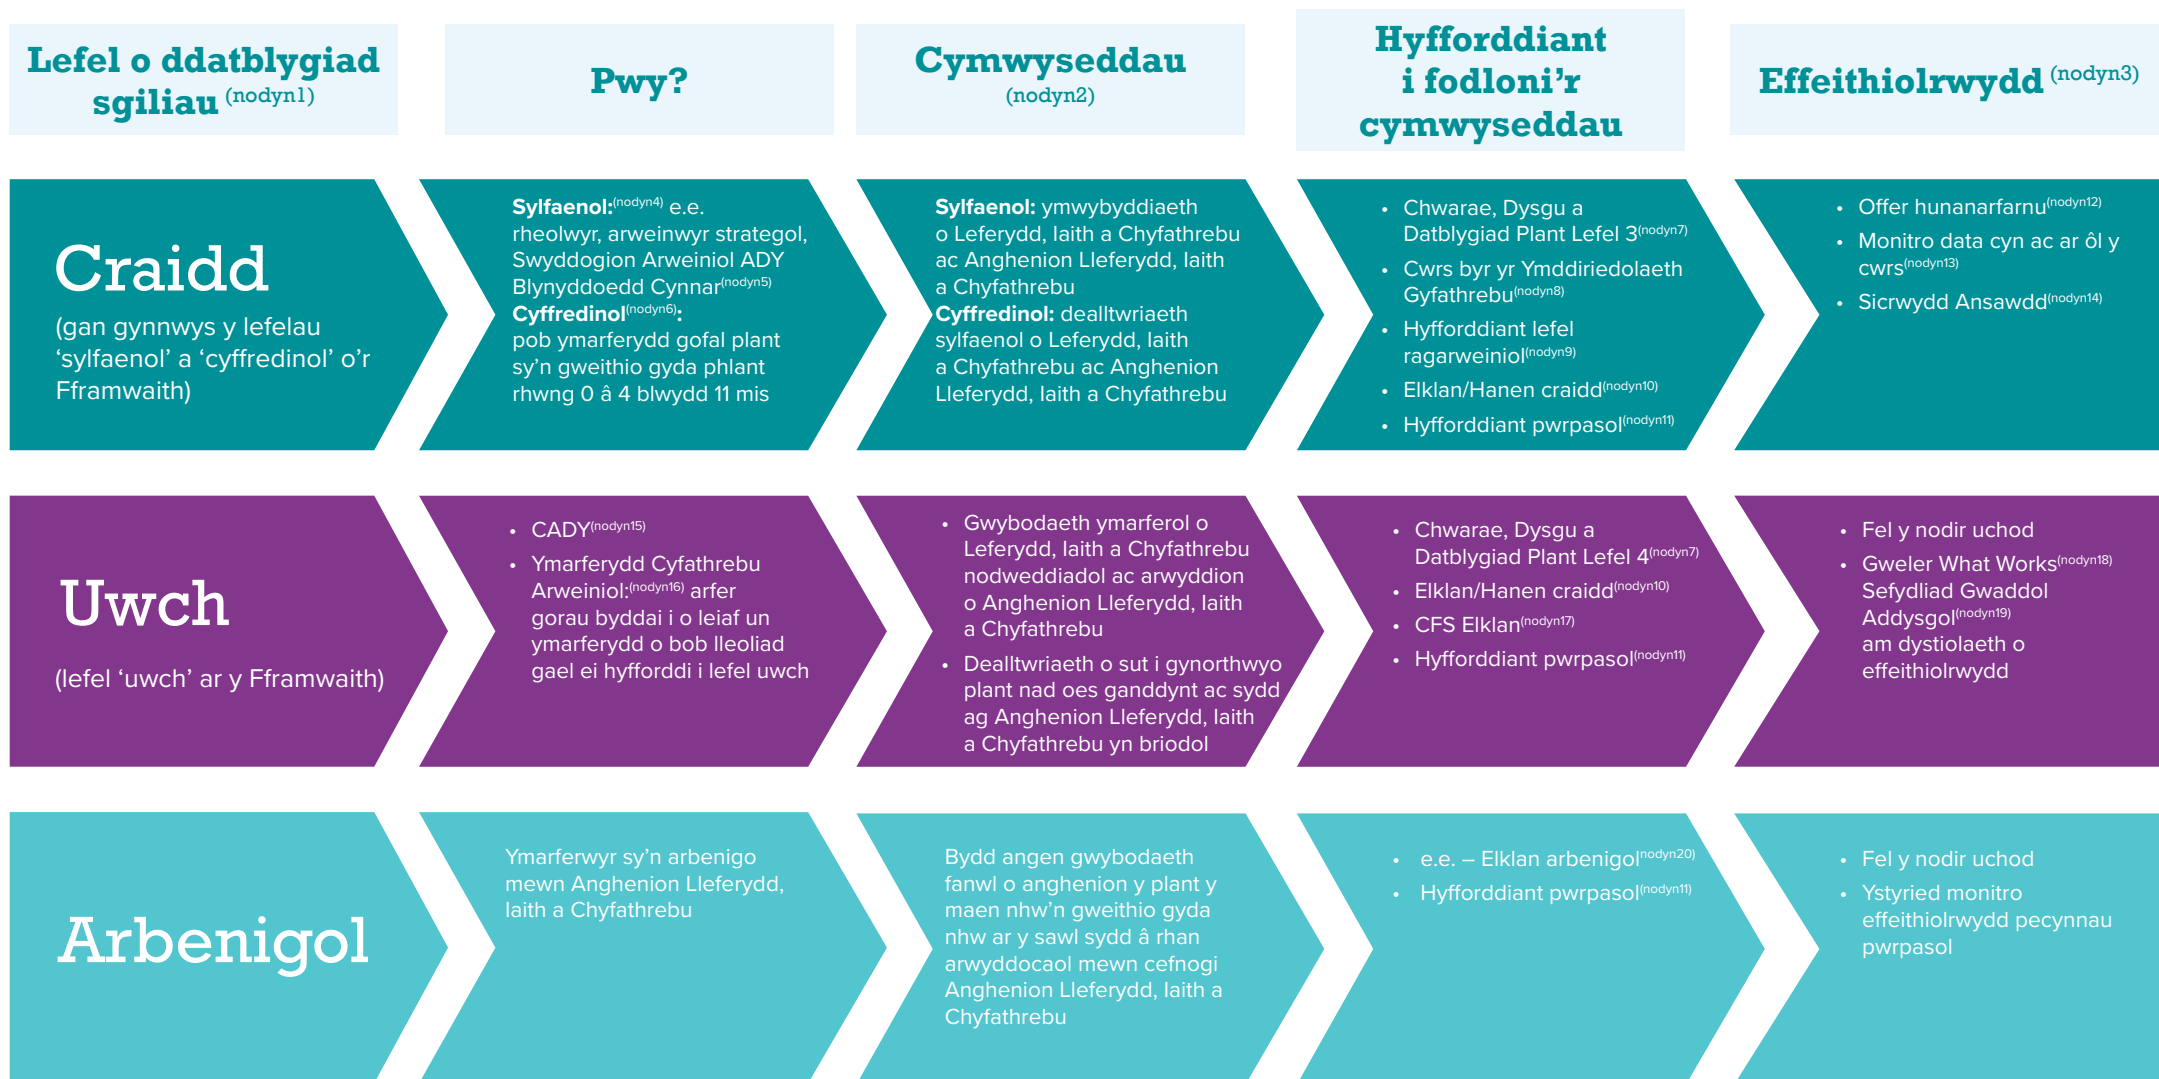 Lefel o ddatblygiad
sgiliau (nodyn1)
Pwy?
Cymwyseddau
(nodyn2)
Hyfforddiant
i fodloni’r
cymwyseddau
Effeithiolrwydd (nodyn3)
Craidd
(gan gynnwys y lefelau
‘sylfaenol’ a ‘cyffredinol’ o’r
Fframwaith)
Sylfaenol:(nodyn4) e.e.
rheolwyr, arweinwyr strategol,
Swyddogion Arweiniol ADY
Blynyddoedd Cynnar(nodyn5)
Cyffredinol(nodyn6):
pob ymarferydd gofal plant
sy’n gweithio gyda phlant
rhwng 0 â 4 blwydd 11 mis
Sylfaenol: ymwybyddiaeth
o Leferydd, Iaith a Chyfathrebu
ac Anghenion Lleferydd, Iaith
a Chyfathrebu
Cyffredinol: dealltwriaeth
sylfaenol o Leferydd, Iaith
a Chyfathrebu ac Anghenion
Lleferydd, Iaith a Chyfathrebu
• Chwarae, Dysgu a
Datblygiad Plant Lefel 3(nodyn7)
• Cwrs byr yr Ymddiriedolaeth
Gyfathrebu(nodyn8)
• Hyfforddiant lefel
ragarweiniol(nodyn9)
• Elklan/Hanen craidd(nodyn10)
• Hyfforddiant pwrpasol(nodyn11)
• Offer hunanarfarnu(nodyn12)
• Monitro data cyn ac ar ôl y
cwrs(nodyn13)
• Sicrwydd Ansawdd(nodyn14)
Uwch
(lefel ‘uwch’ ar y Fframwaith)
• CADY(nodyn15)
• Ymarferydd Cyfathrebu
Arweiniol:(nodyn16) arfer
gorau byddai i o leiaf un
ymarferydd o bob lleoliad
gael ei hyfforddi i lefel uwch
• Gwybodaeth ymarferol o
Leferydd, Iaith a Chyfathrebu
nodweddiadol ac arwyddion
o Anghenion Lleferydd, Iaith
a Chyfathrebu
• Dealltwriaeth o sut i gynorthwyo
plant nad oes ganddynt ac sydd
ag Anghenion Lleferydd, Iaith
a Chyfathrebu yn briodol
• Chwarae, Dysgu a
Datblygiad Plant Lefel 4(nodyn7)
• Elklan/Hanen craidd(nodyn10)
• CFS Elklan(nodyn17)
• Hyfforddiant pwrpasol(nodyn11)
• Fel y nodir uchod
• Gweler What Works(nodyn18)
Sefydliad Gwaddol
Addysgol(nodyn19)
am dystiolaeth o
effeithiolrwydd
Arbenigol
Ymarferwyr sy’n arbenigo
mewn Anghenion Lleferydd,
Iaith a Chyfathrebu
Bydd angen gwybodaeth
fanwl o anghenion y plant y
maen nhw’n gweithio gyda
nhw ar y sawl sydd â rhan
arwyddocaol mewn cefnogi
Anghenion Lleferydd, Iaith a
Chyfathrebu
• e.e. – Elklan arbenigolnodyn20)
• Hyfforddiant pwrpasol(nodyn11)
• Fel y nodir uchod
• Ystyried monitro
effeithiolrwydd pecynnau
pwrpasol